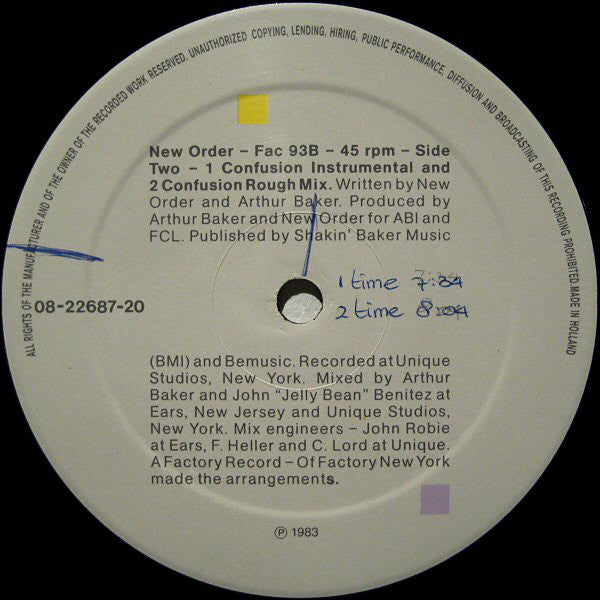 ALL RIGHTS OF THE MANUFACTURER AND OF THE OWNER OF THE RECORDED WORK RESERVED. UNAUTHORIZED COPYING, LENDING, HIRING, PUBLIC PERFORMANCE, DIFFUSION AND BROADCASTING OF THIS RECORDING PROHIBITED. MADE IN HOLLAND
New Order – Fac 93B – 45 rpm – Side
Two – 1 Confusion Instrumental and
2 Confusion Rough Mix. Written by New
Order and Arthur Baker. Produced by
Arthur Baker and New Order for ABI and
FCL. Published by Shakin' Baker Music
1 time
08-22687-20
2 time
(BMI) and Bemusic. Recorded at Unique
Studios, New York. Mixed by Arthur
Baker and John "Jelly Bean" Benitez at
Ears, New Jersey and Unique Studios,
New York. Mix engineers – John Robie
at Ears, F. Heller and C. Lord at Unique.
A Factory Record – Of Factory New York
made the arrangements.
℗ 1983